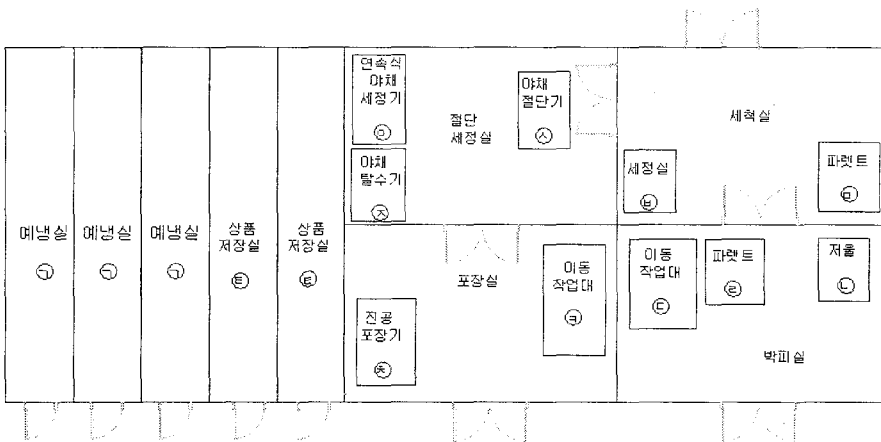 예냉실
㉠
예냉실
㉠
예냉실
㉠
상품
저장실
㉫
상품
저장실
㉫
연속식
야채
세정기
㉤
야채
탈수기
㉨
절단
세정실
야채
절단기
㉦
세척실
세정실
㉥
파렛트
㉤
포장실
진공
포장기
㉩
이동
작업대
㉪
이동
작업대
㉢
파렛트
㉣
저울
㉡
박피실